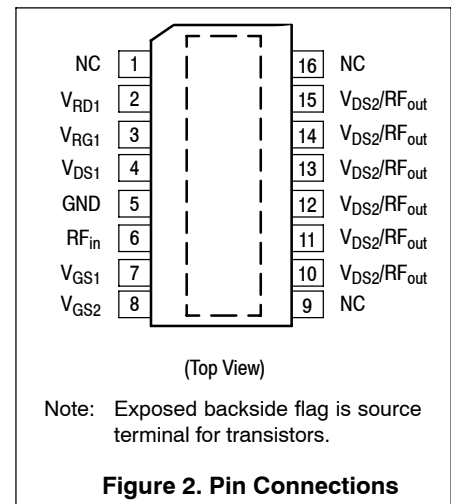 NC 1 16 NC
VRD1 2 15 VDS2/RFout
VRG1 3 14 VDS2/RFout
VDS1 4 13 VDS2/RFout
GND 5 12 VDS2/RFout
RFin 6 11 VDS2/RFout
VGS1 7 10 VDS2/RFout
VGS2 8 9 NC
(Top View)
Note: Exposed backside flag is source
terminal for transistors.
Figure 2. Pin Connections